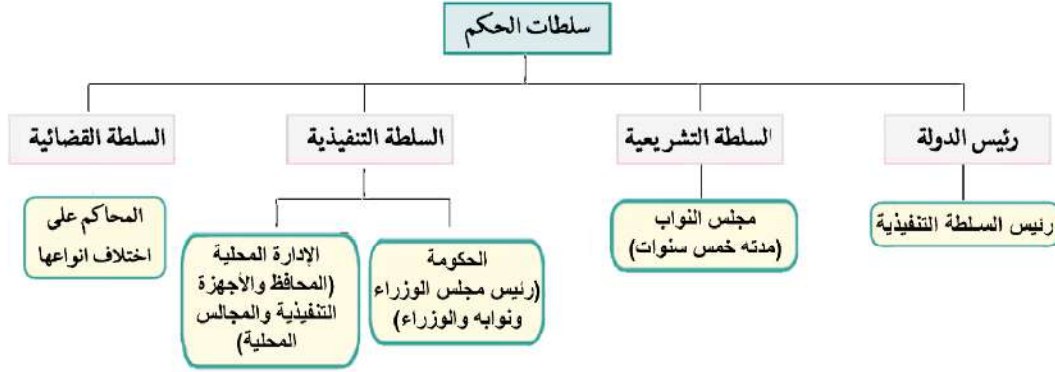 سلطات الحكم
رئيس الدولة
السلطة التشريعية
السلطة التنفيذية
السلطة القضائية
رئيس السلطة التنفيذية
مجلس النواب
(مدته خمس سنوات)
الحكومة
(رئيس مجلس الوزراء
ونوابه والوزراء)
الإدارة المحلية
(المحافظ والأجهزة
التنفيذية والمجالس
المحلية)
المحاكم على
اختلاف انواعها